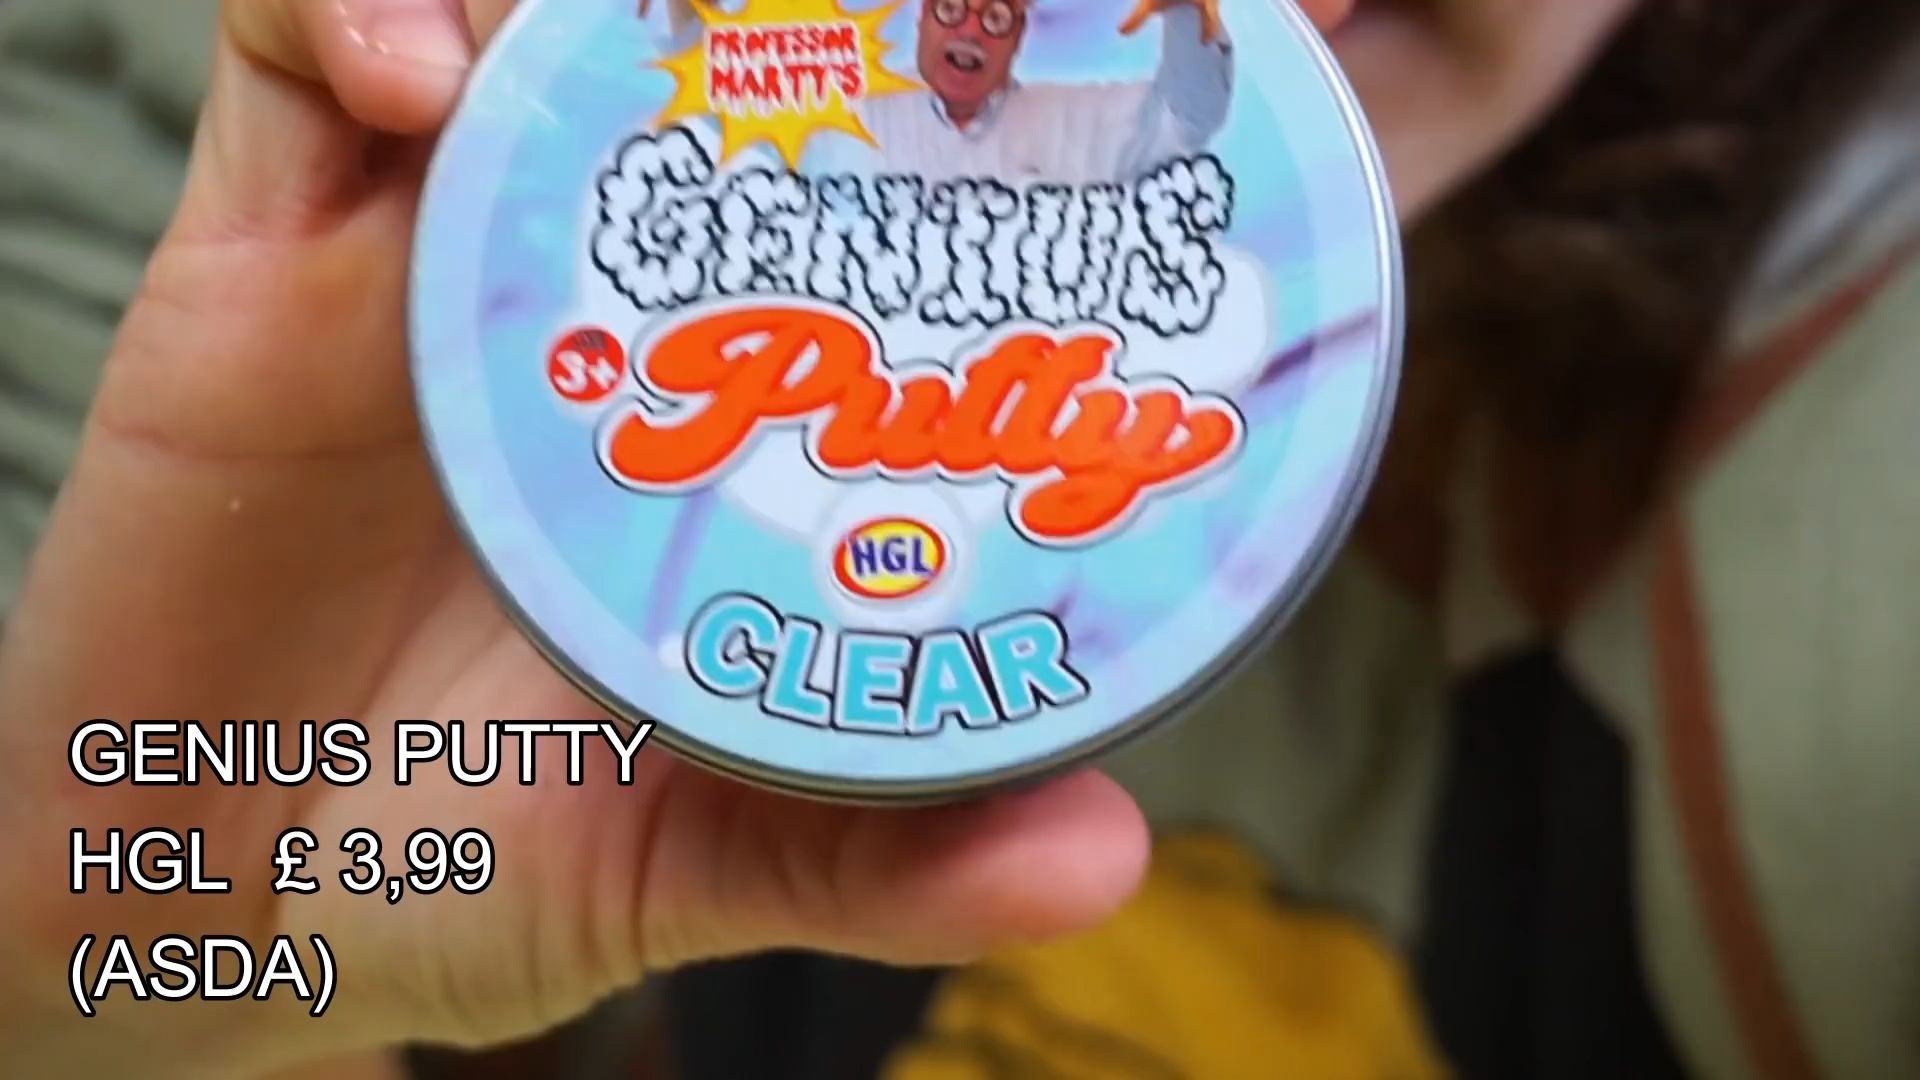 PROFESSOR
MARTY'S
GENIUS
Putty
3+
HGL
CLEAR
GENIUS PUTTY
HGL £ 3,99
(ASDA)